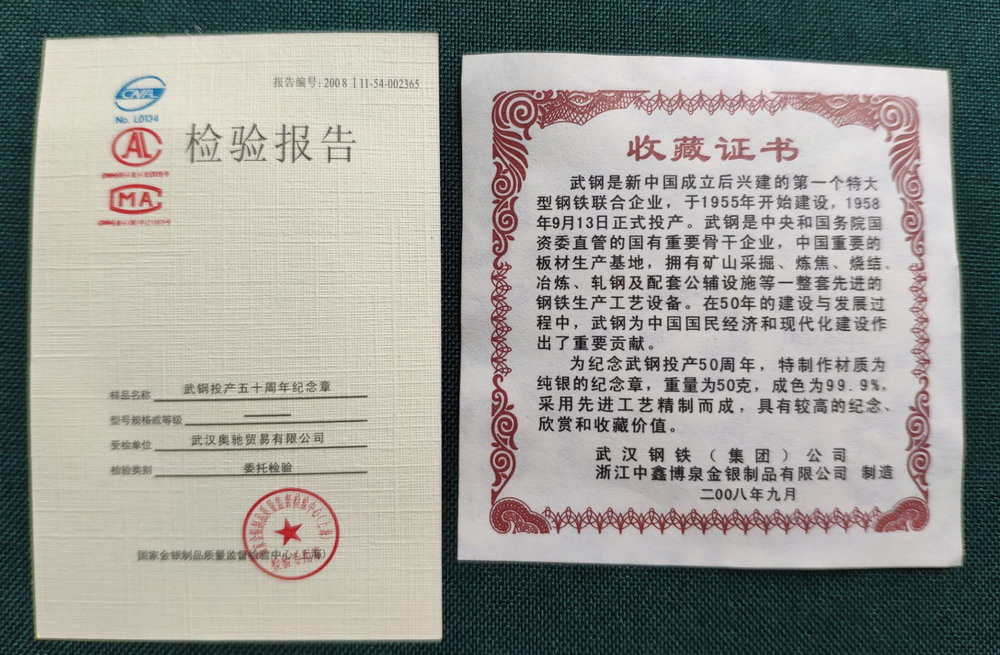 报告编号:2008 I 11-54-002365
CNAL
No. L0134
AL
MA
检验报告
样品名称 武钢投产五十周年纪念章
型号规格或等级 ——
受检单位 武汉奥驰贸易有限公司
检验类别 委托检验
国家金银制品质量监督检验中心(上海)
收藏证书
武钢是新中国成立后兴建的第一个特大
型钢铁联合企业，于1955年开始建设，1958
年9月13日正式投产。武钢是中央和国务院国
资委直管的国有重要骨干企业，中国重要的
板材生产基地，拥有矿山采掘、炼焦、烧结、
冶炼、轧钢及配套公辅设施等一整套先进的
钢铁生产工艺设备。在50年的建设与发展过
程中，武钢为中国国民经济和现代化建设作
出了重要贡献。
为纪念武钢投产50周年，特制作材质为
纯银的纪念章，重量为50克，成色为99.9%，
采用先进工艺精制而成，具有较高的纪念、
欣赏和收藏价值。
武汉钢铁（集团）公司
浙江中鑫博泉金银制品有限公司 制造
二00八年九月